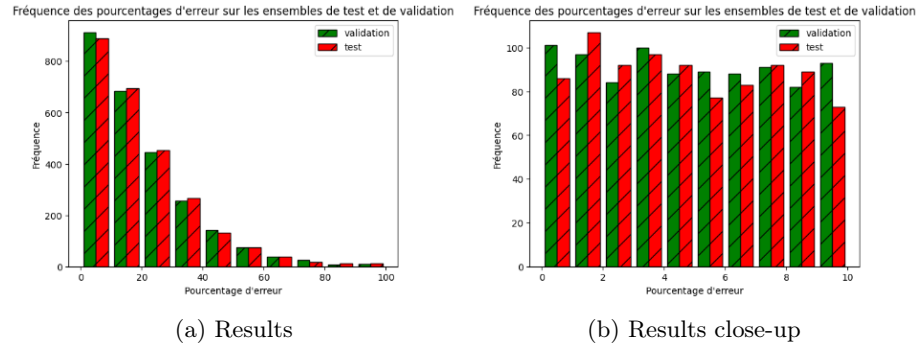 Fréquence des pourcentages d'erreur sur les ensembles de test et de validation
validation
test
Fréquence
800
600
400
200
0
0 20 40 60 80 100
Pourcentage d'erreur
(a) Results
Fréquence des pourcentages d'erreur sur les ensembles de test et de validation
validation
test
Fréquence
100
80
60
40
20
0
0 2 4 6 8 10
Pourcentage d'erreur
(b) Results close-up